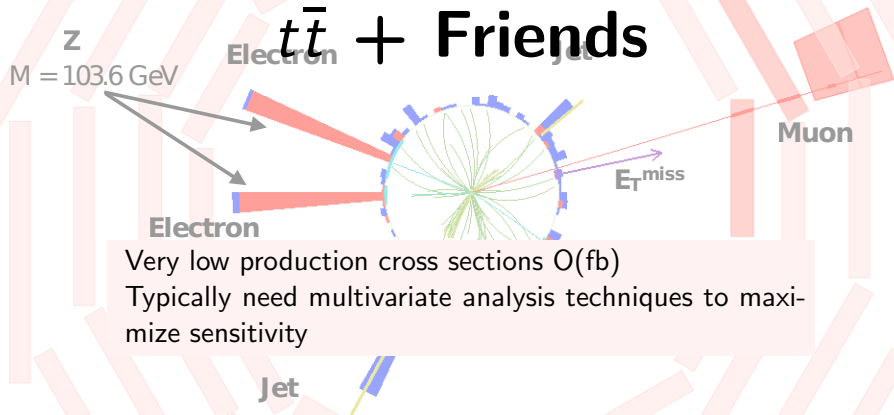 tt̄ + Friends
Z
M = 103.6 GeV
Electron
Jet
Muon
E_T^miss
Electron
Very low production cross sections O(fb)
Typically need multivariate analysis techniques to maxi-
mize sensitivity
Jet